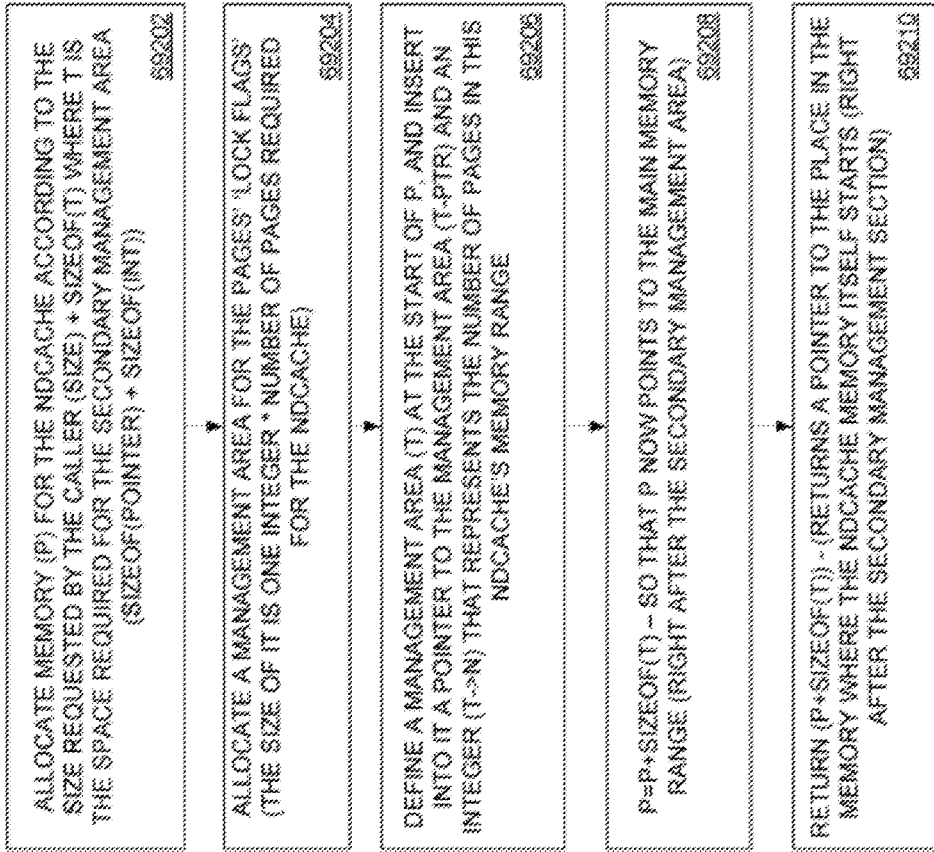 ALLOCATE MEMORY (P) FOR THE NDCACHE ACCORDING TO THE
SIZE REQUESTED BY THE CALLER (SIZE) + SIZEOF(T) WHERE T IS
THE SPACE REQUIRED FOR THE SECONDARY MANAGEMENT AREA
(SIZEOF(POINTER) + SIZEOF(INT))
69202
ALLOCATE A MANAGEMENT AREA FOR THE PAGES' 'LOCK FLAGS'
(THE SIZE OF IT IS ONE INTEGER * NUMBER OF PAGES REQUIRED
FOR THE NDCACHE)
69204
DEFINE A MANAGEMENT AREA (T) AT THE START OF P, AND INSERT
INTO IT A POINTER TO THE MANAGEMENT AREA (T-PTR) AND AN
INTEGER (T->N) THAT REPRESENTS THE NUMBER OF PAGES IN THIS
NDCACHE'S MEMORY RANGE
69206
P=P+SIZEOF(T) – SO THAT P NOW POINTS TO THE MAIN MEMORY
RANGE (RIGHT AFTER THE SECONDARY MANAGEMENT AREA)
69208
RETURN (P+SIZEOF(T)) - (RETURNS A POINTER TO THE PLACE IN THE
MEMORY WHERE THE NDCACHE MEMORY ITSELF STARTS (RIGHT
AFTER THE SECONDARY MANAGEMENT SECTION)
69210